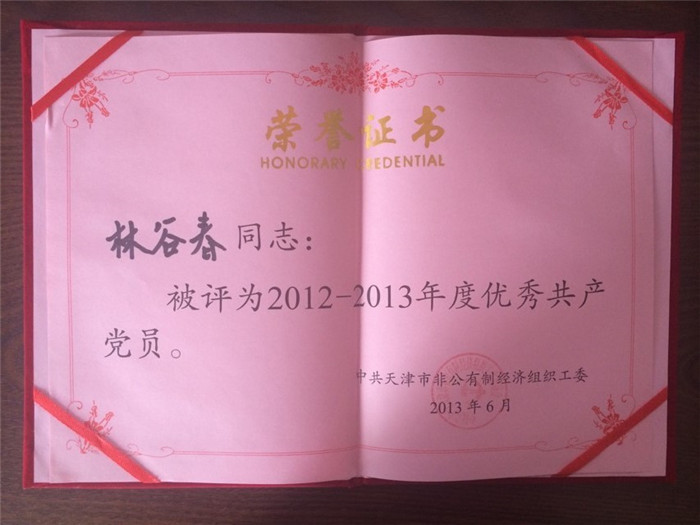 荣誉证书
HONORARY CREDENTIAL
林谷春同志：
被评为2012-2013年度优秀共产
党员。
中共天津市非公有制经济组织工委
2013年6月